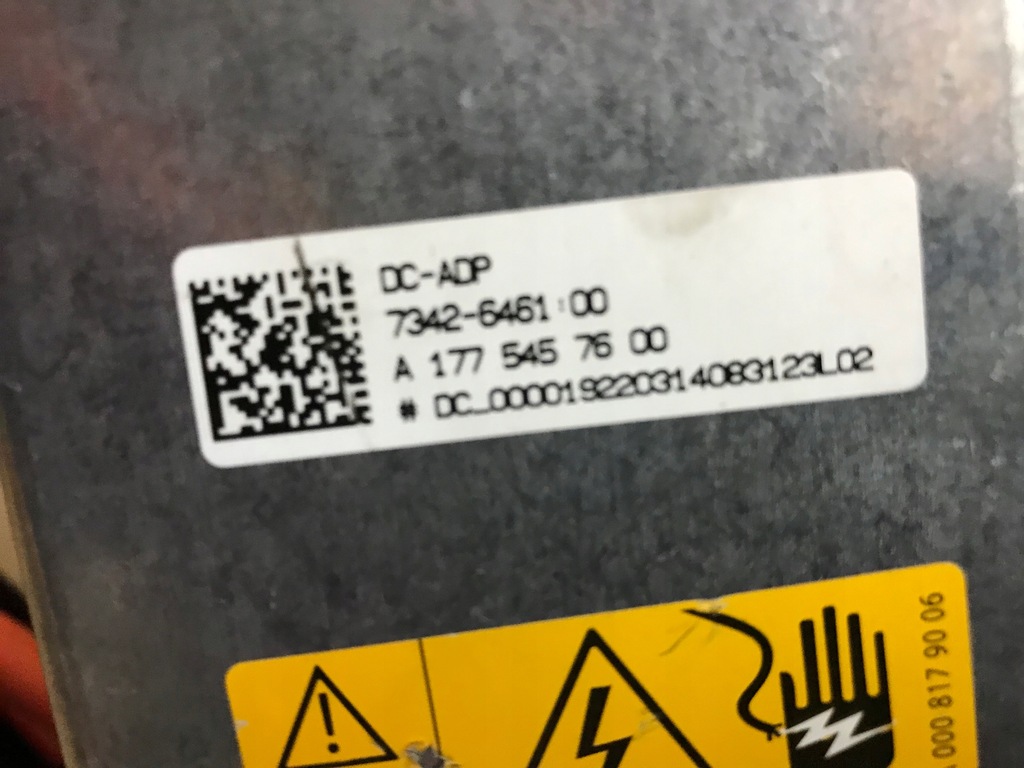 DC-ADP
7342-6461:00
A 177 545 76 00
# DC_000019220314083123L02
000 817 90 06